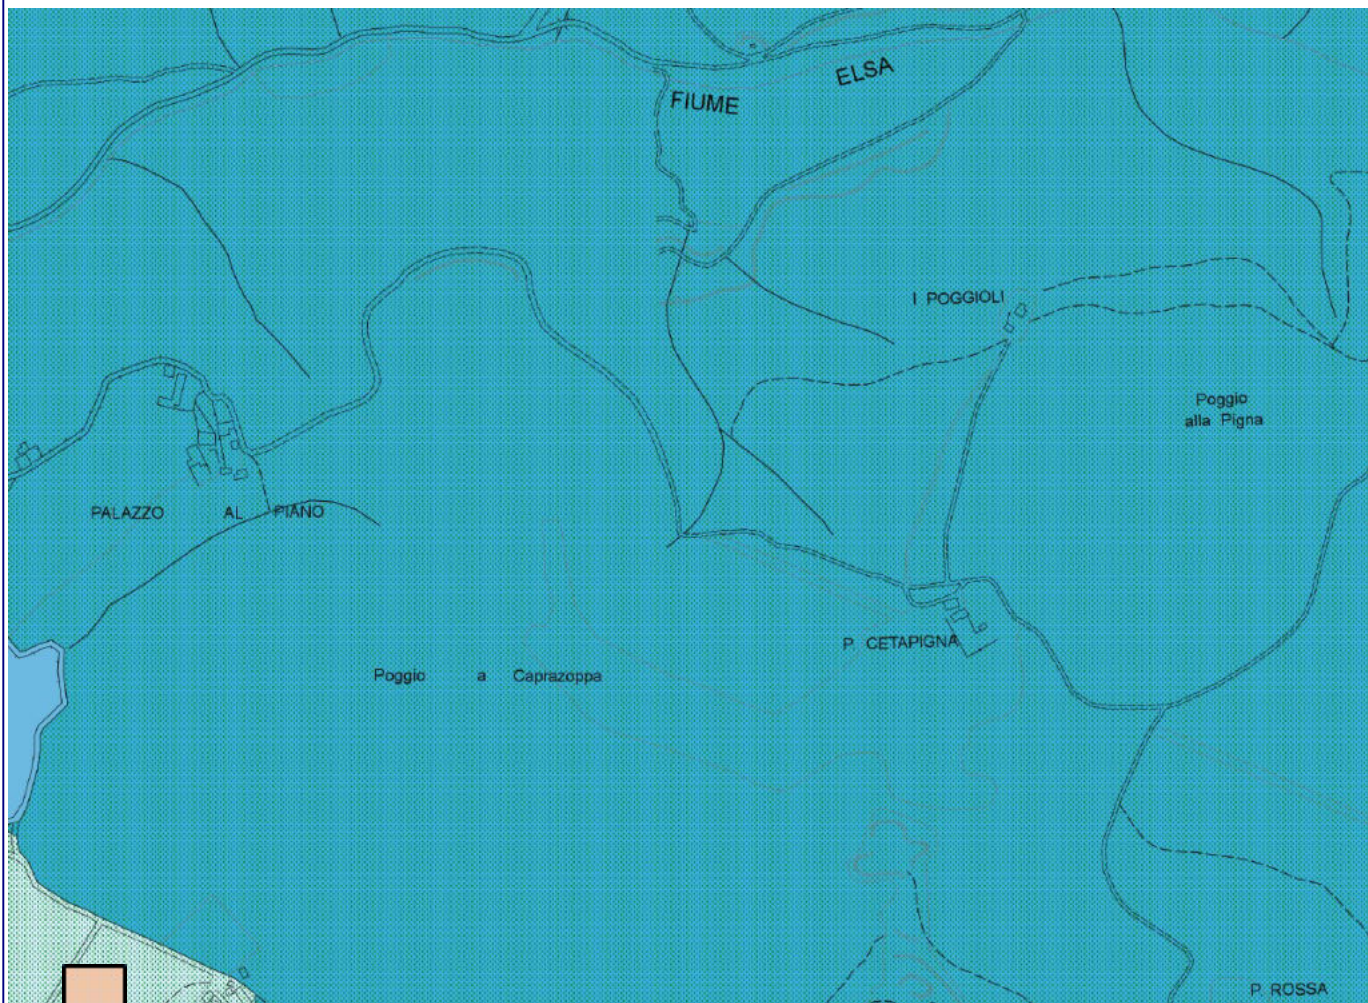 ELSA
FIUME
I POGGIOLI
Poggio
alla Pigna
PALAZZO AL PIANO
P. CETAPIGNA
Poggio a Caprazoppa
P. ROSSA